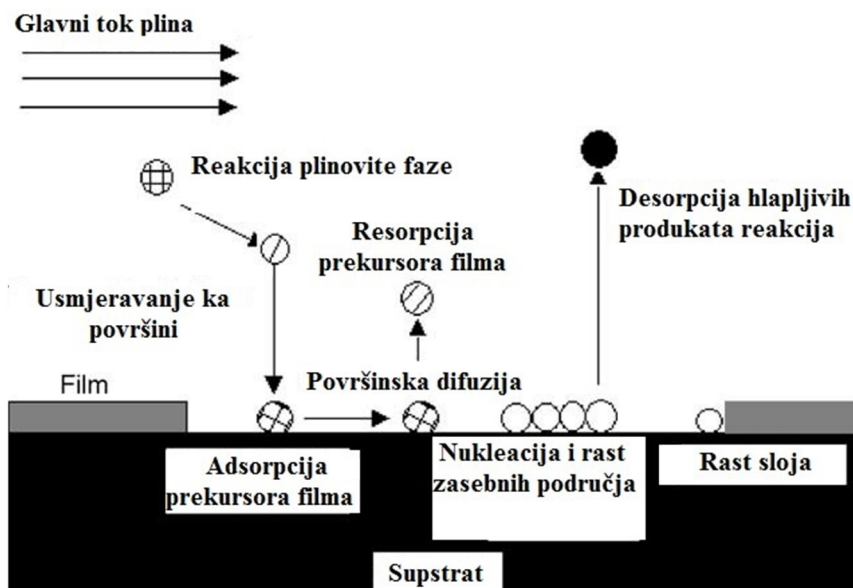 Glavni tok plina
Reakcija plinovite faze
Desorpcija hlapljivih
produkata reakcija
Resorpcija
prekursora filma
Usmjeravanje ka
površini
Film
Površinska difuzija
Adsorpcija
prekursora filma
Nukleacija i rast
zasebnih područja
Rast sloja
Supstrat